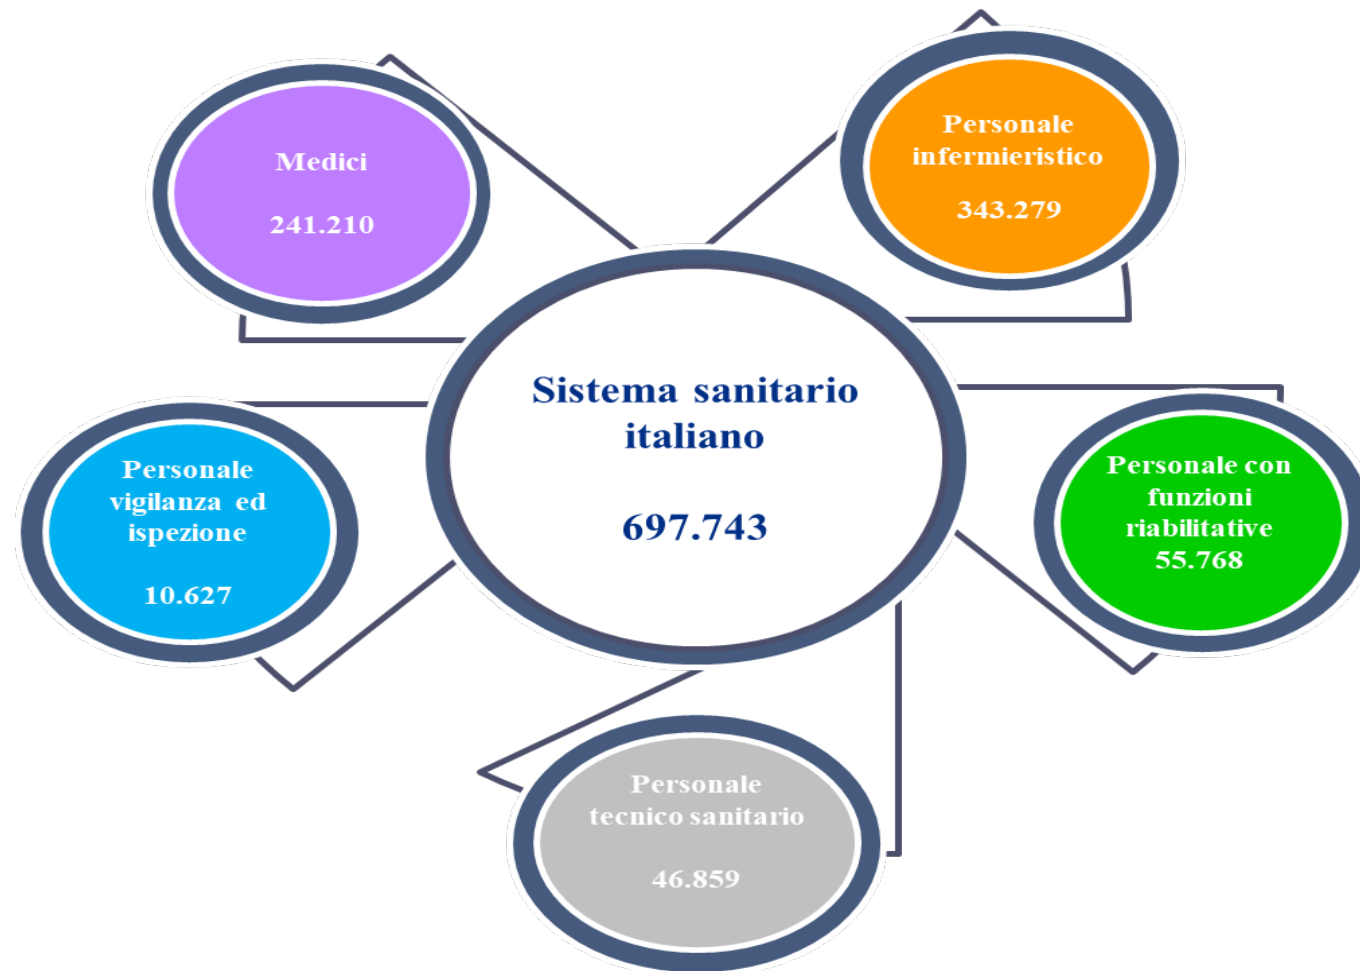 Medici
241.210
Personale
infermieristico
343.279
Sistema sanitario
italiano
697.743
Personale
vigilanza ed
ispezione
10.627
Personale con
funzioni
riabilitative
55.768
Personale
tecnico sanitario
46.859